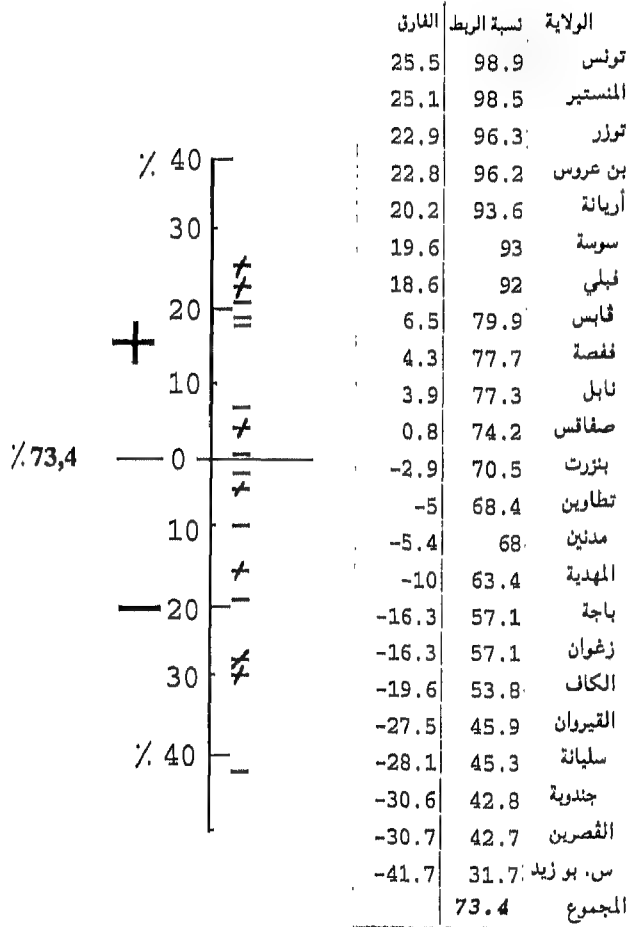 الولاية نسبة الربط الفارق
تونس 98.9 25.5
المنستير 98.5 25.1
توزر 96.3 22.9
بن عروس 96.2 22.8
أريانة 93.6 20.2
سوسة 93 19.6
ڤبلي 92 18.6
ڤابس 79.9 6.5
قفصة 77.7 4.3
نابل 77.3 3.9
صفاقس 74.2 0.8
بنزرت 70.5 -2.9
تطاوين 68.4 -5
مدنين 68 -5.4
المهدية 63.4 -10
باجة 57.1 -16.3
زغوان 57.1 -16.3
الكاف 53.8 -19.6
القيروان 45.9 -27.5
سليانة 45.3 -28.1
جندوبة 42.8 -30.6
الڤصرين 42.7 -30.7
س. بو زيد 31.7 -41.7
المجموع 73.4
٪ 40
30
20
+
10
٪ 73,4 0
10
— 20
30
٪ 40